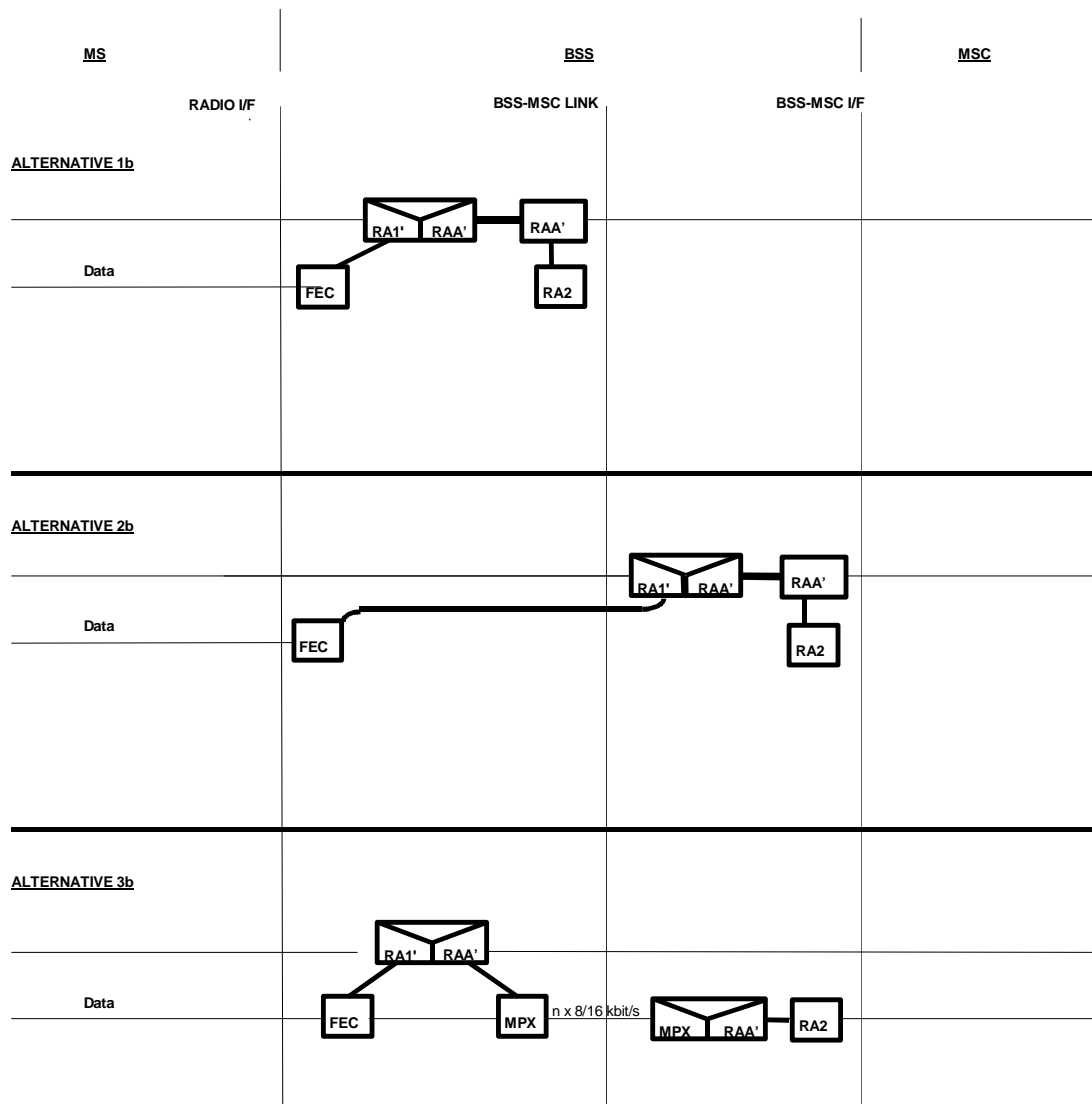 MS BSS MSC
RADIO I/F BSS-MSC LINK BSS-MSC I/F
ALTERNATIVE 1b
RA1' RAA' RAA'
Data
FEC RA2
ALTERNATIVE 2b
RA1' RAA' RAA'
Data
FEC RA2
ALTERNATIVE 3b
RA1' RAA'
Data
FEC MPX n x 8/16 kbit/s MPX RAA' RA2